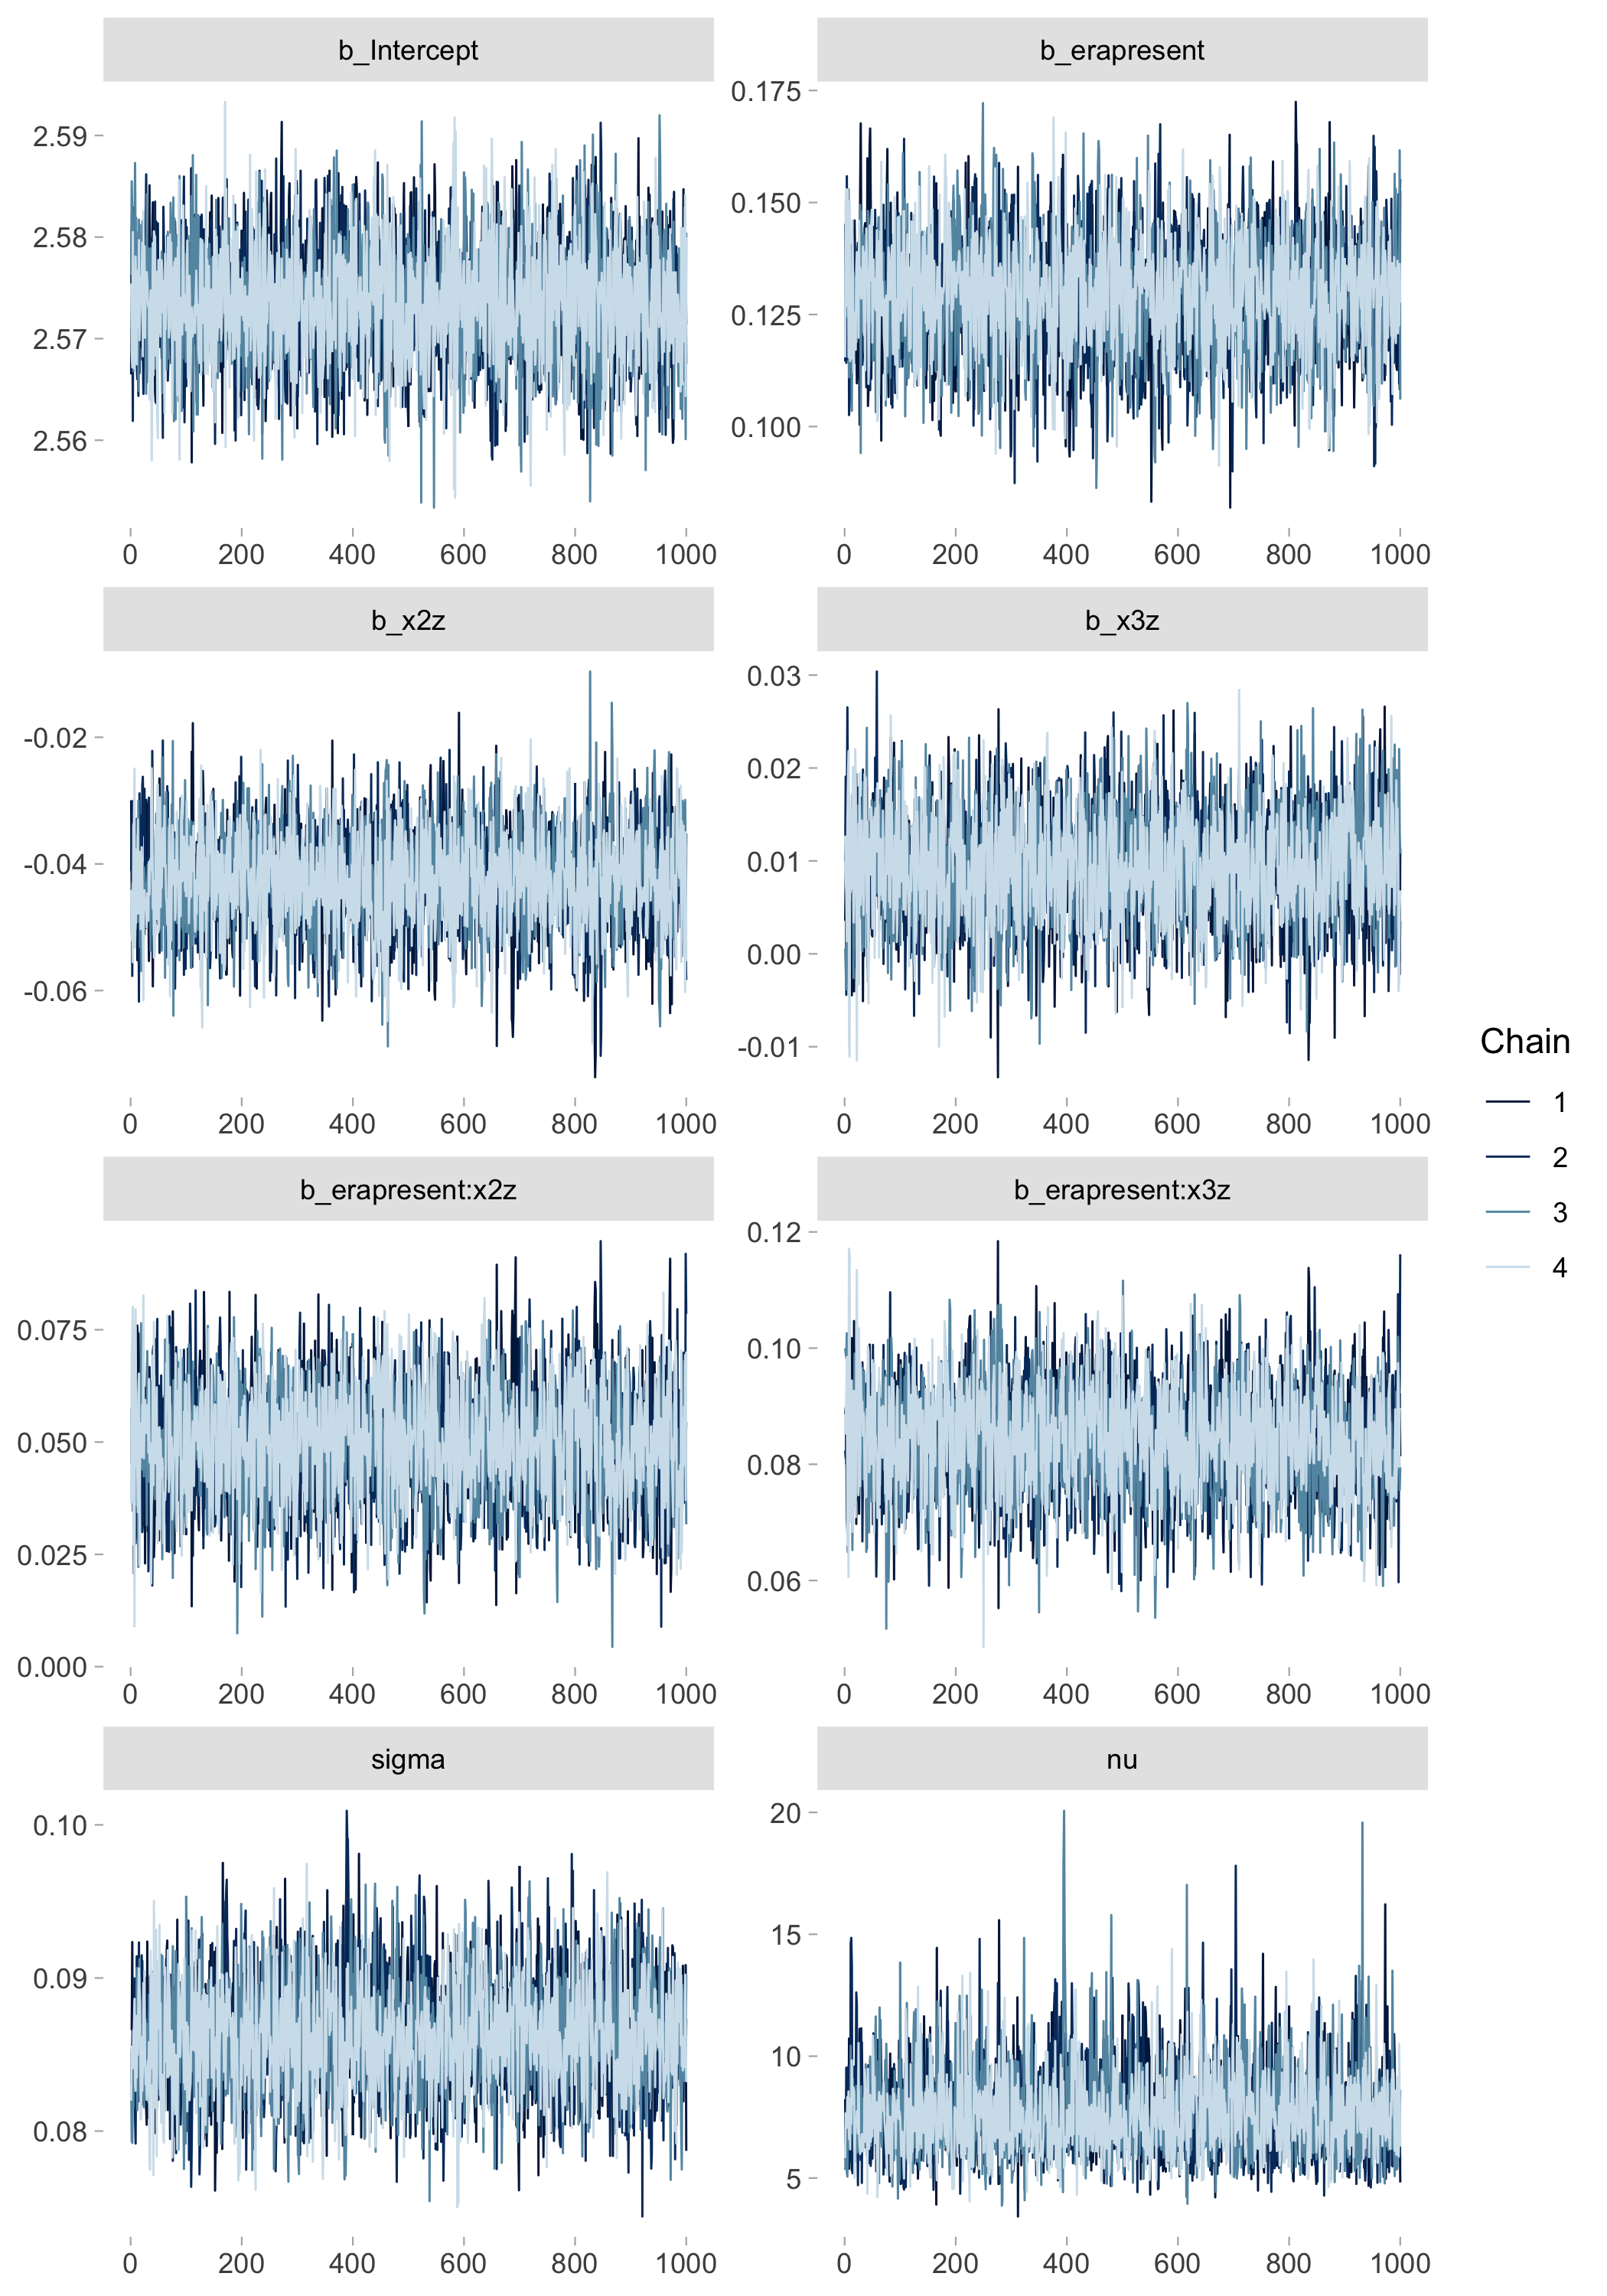 b_Intercept
b_erapresent
2.59
2.58
2.57
2.56
0.175
0.150
0.125
0.100
0 200 400 600 800 1000
0 200 400 600 800 1000
b_x2z
b_x3z
-0.02
-0.04
-0.06
0.03
0.02
0.01
0.00
-0.01
0 200 400 600 800 1000
0 200 400 600 800 1000
b_erapresent:x2z
b_erapresent:x3z
0.075
0.050
0.025
0.000
0.12
0.10
0.08
0.06
0 200 400 600 800 1000
0 200 400 600 800 1000
sigma
nu
0.10
0.09
0.08
20
15
10
5
0 200 400 600 800 1000
0 200 400 600 800 1000
Chain
1
2
3
4